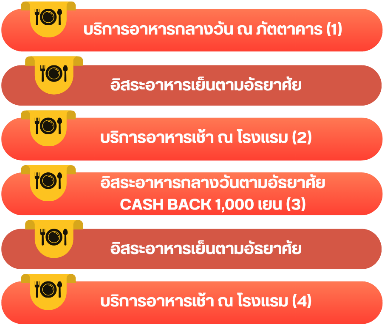 บริการอาหารกลางวัน ณ ภัตตาคาร (1)
อิสระอาหารเย็นตามอัธยาศัย
บริการอาหารเช้า ณ โรงแรม (2)
อิสระอาหารกลางวันตามอัธยาศัย
CASH BACK 1,000 เยน (3)
อิสระอาหารเย็นตามอัธยาศัย
บริการอาหารเช้า ณ โรงแรม (4)